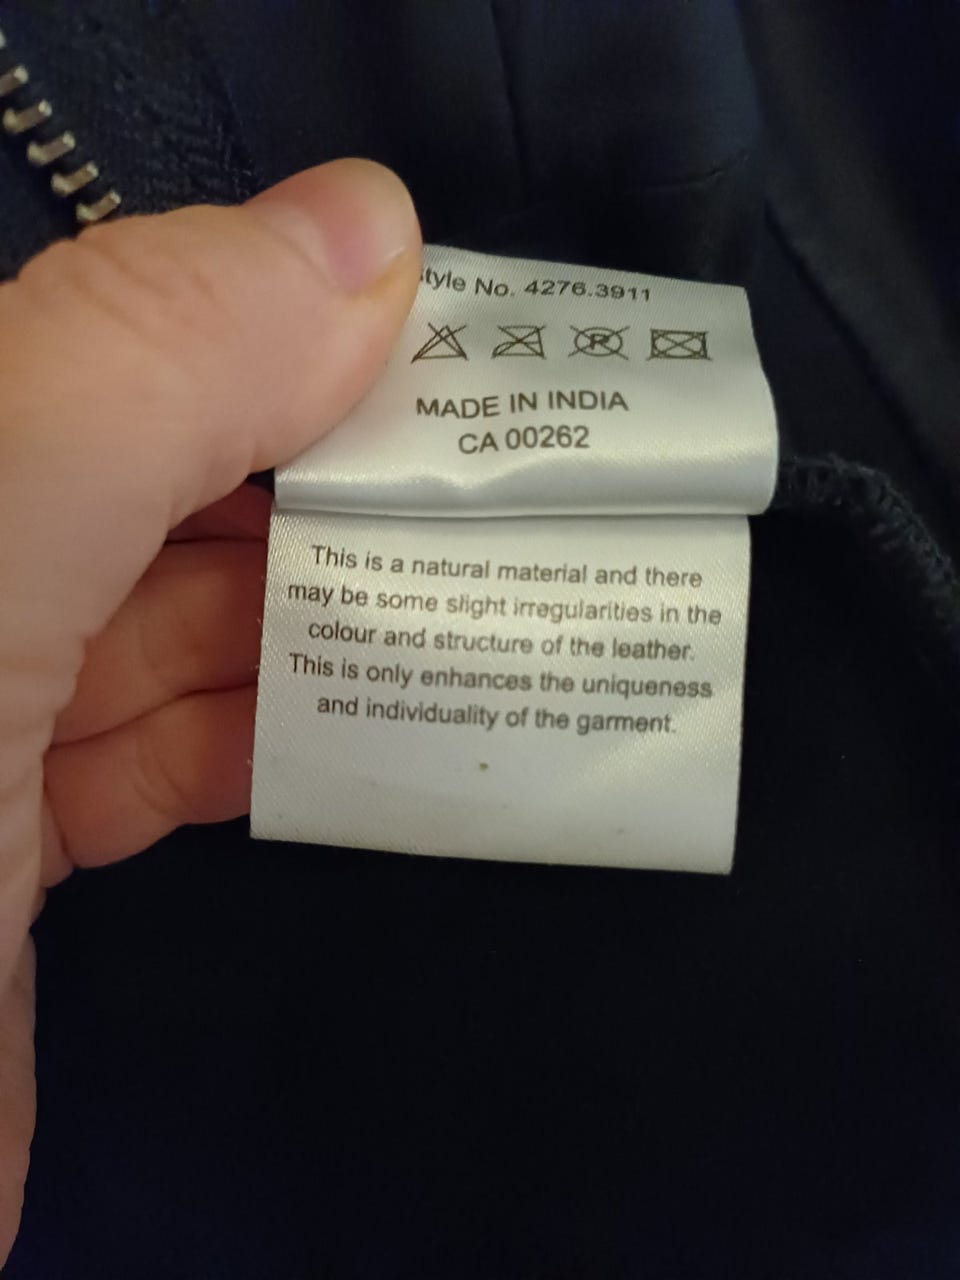 tyle No. 4276.3911
R
MADE IN INDIA
CA 00262
This is a natural material and there
may be some slight irregularities in the
colour and structure of the leather.
This is only enhances the uniqueness
and individuality of the garment.